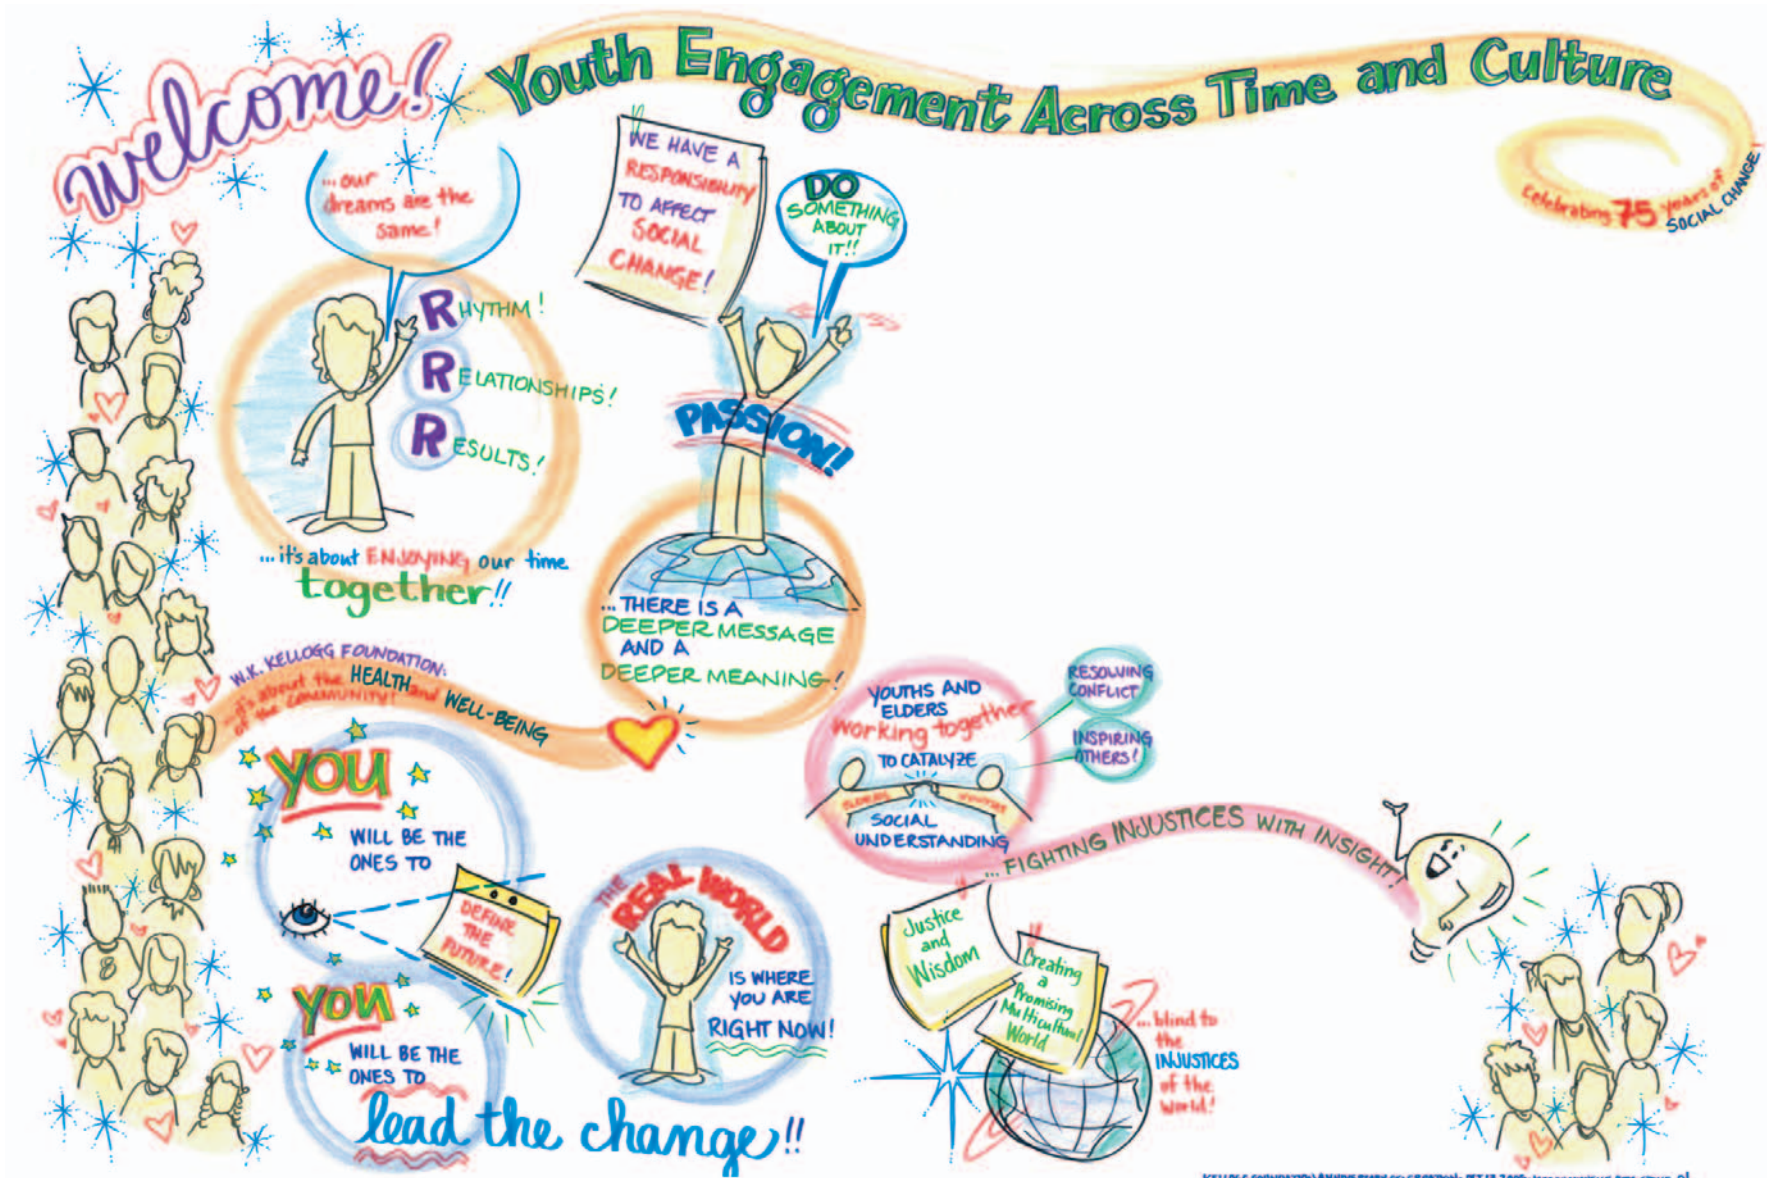 welcome!
Youth Engagement Across Time and Culture
Celebrating 75 years of
SOCIAL CHANGE!
...our
dreams are the
same!
RHYTHM!
RELATIONSHIPS!
RESULTS!
...it's about ENJOYING our time
together!!
WE HAVE A
RESPONSIBILITY
TO AFFECT
SOCIAL
CHANGE!
DO
SOMETHING
ABOUT
IT!!
PASSION!
...THERE IS A
DEEPER MESSAGE
AND A
DEEPER MEANING!
W.K. KELLOGG FOUNDATION:
...it's about the HEALTH and WELL-BEING
of the COMMUNITY!
YOU
WILL BE THE
ONES TO
DEFINE
THE
FUTURE!
YOU
WILL BE THE
ONES TO
lead the change!!
THE
REAL WORLD
IS WHERE
YOU ARE
RIGHT NOW!
YOUTHS AND
ELDERS
working together
TO CATALYZE
ELDERS
YOUTHS
SOCIAL
UNDERSTANDING
RESOLVING
CONFLICT
INSPIRING
OTHERS!
...FIGHTING INJUSTICES WITH INSIGHT!
Justice
and
Wisdom
Creating
a
Promising
Multicultural
World
...blind to
the
INJUSTICES
of the
World!
8